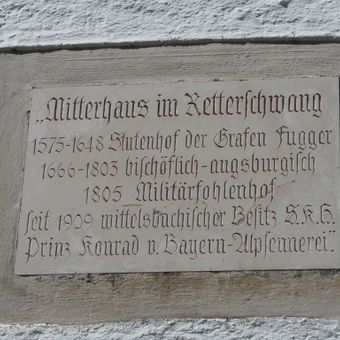 „Mitterhaus im Retterschwang
1575-1648 Stutenhof der Grafen Fugger
1666-1803 bischöflich-augsburgisch
1805 Militärfohlenhof
seit 1909 wittelsbachischer Besitz S.K.H.
Prinz Konrad v. Bayern-Alpsennerei.“